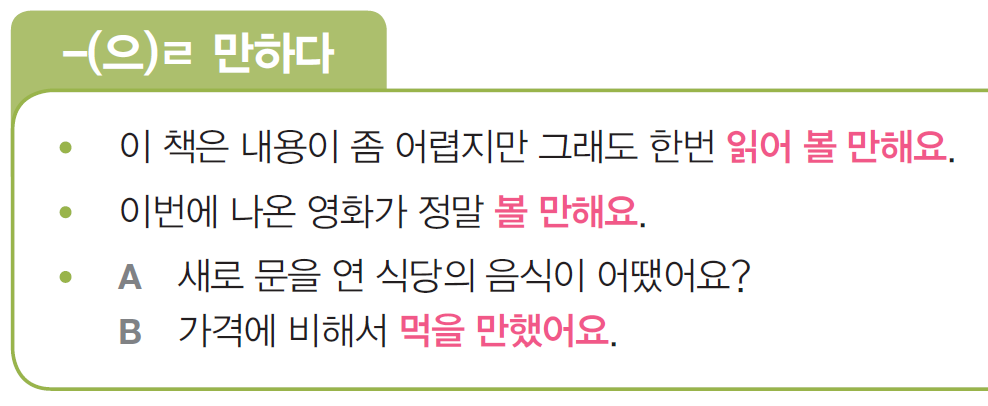 -(으)ㄹ 만하다
• 이 책은 내용이 좀 어렵지만 그래도 한번 읽어 볼 만해요.
• 이번에 나온 영화가 정말 볼 만해요.
• A 새로 문을 연 식당의 음식이 어땠어요?
B 가격에 비해서 먹을 만했어요.